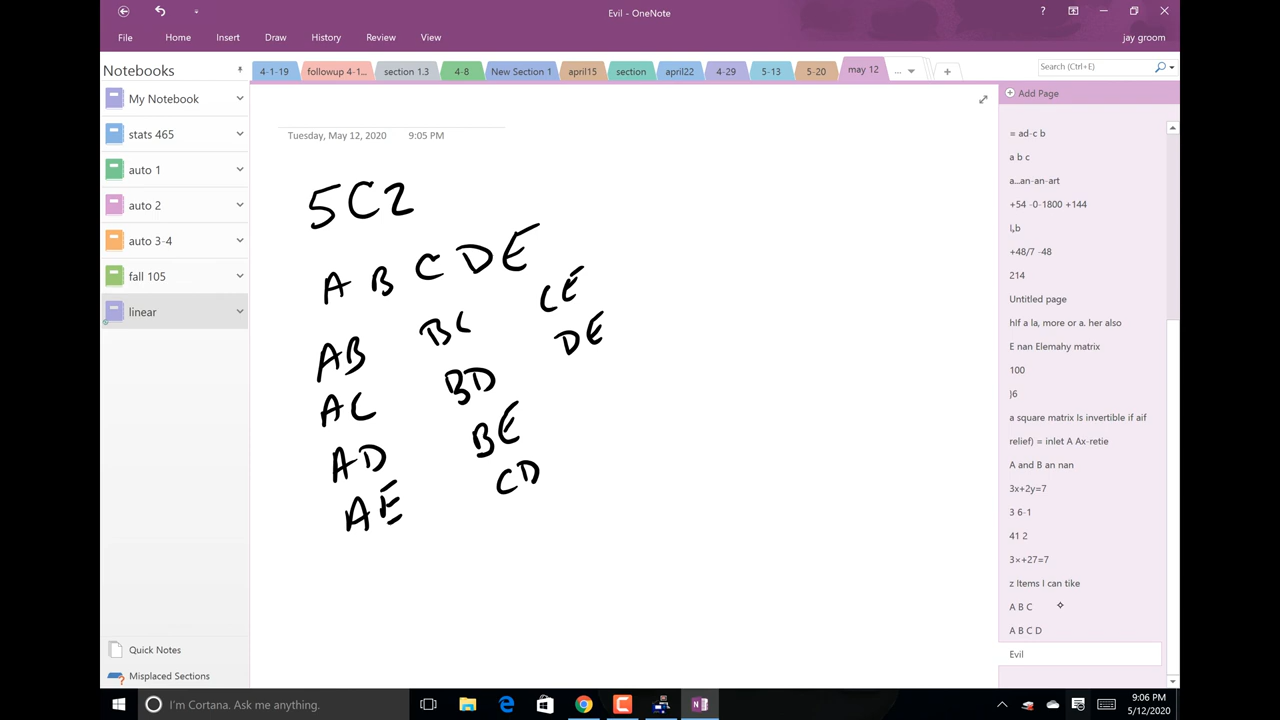 Evil - OneNote
?
File Home Insert Draw History Review View
jay groom
Notebooks
4-1-19 followup 4-1... section 1.3 4-8 New Section 1 april15 section april22 4-29 5-13 5-20 may 12 ... +
Search (Ctrl+E)
My Notebook
stats 465
auto 1
auto 2
auto 3-4
fall 105
linear
Quick Notes
Misplaced Sections
Tuesday, May 12, 2020 9:05 PM
5C2
A B C D E
AB BC CE
AC BD DE
AD BE
AE CD
Add Page
= ad-c b
a b c
a...an-an-art
+54 -0-1800 +144
l,b
+48/7 -48
214
Untitled page
hIf a la, more or a. her also
E nan Elemahy matrix
100
)6
a square matrix Is invertible if aif
relief) = inlet A Ax-retie
A and B an nan
3x+2y=7
3 6-1
41 2
3×+27=7
z Items I can tike
A B C
A B C D
Evil
I'm Cortana. Ask me anything.
9:06 PM
5/12/2020